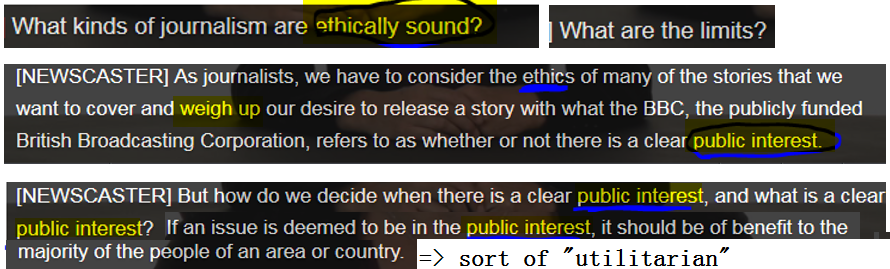 What kinds of journalism are ethically sound?
What are the limits?
[NEWSCASTER] As journalists, we have to consider the ethics of many of the stories that we
want to cover and weigh up our desire to release a story with what the BBC, the publicly funded
British Broadcasting Corporation, refers to as whether or not there is a clear public interest.
[NEWSCASTER] But how do we decide when there is a clear public interest, and what is a clear
public interest? If an issue is deemed to be in the public interest, it should be of benefit to the
majority of the people of an area or country. => sort of "utilitarian"